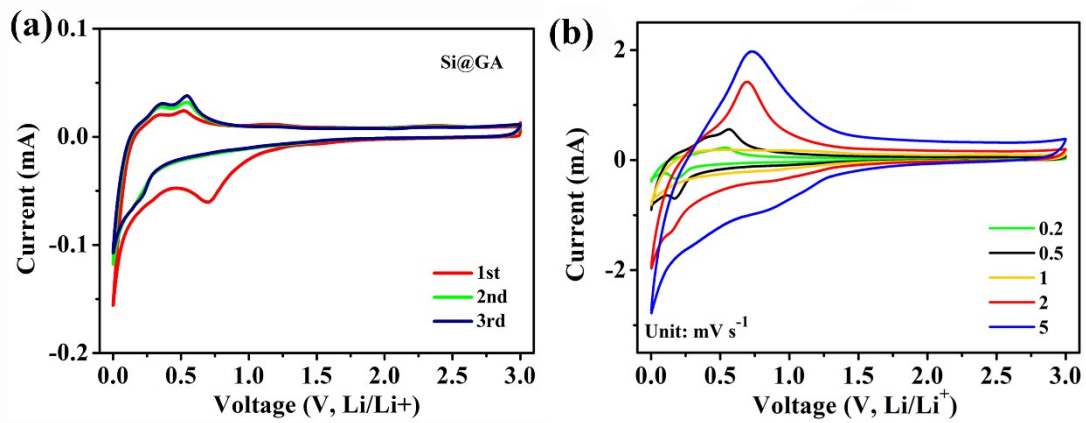 (a)
Si@GA
Current (mA)
0.1
0.0
-0.1
-0.2
1st
2nd
3rd
0.0 0.5 1.0 1.5 2.0 2.5 3.0
Voltage (V, Li/Li+)
(b)
Current (mA)
2
0
-2
0.2
0.5
1
2
5
Unit: mV s⁻¹
0.0 0.5 1.0 1.5 2.0 2.5 3.0
Voltage (V, Li/Li⁺)